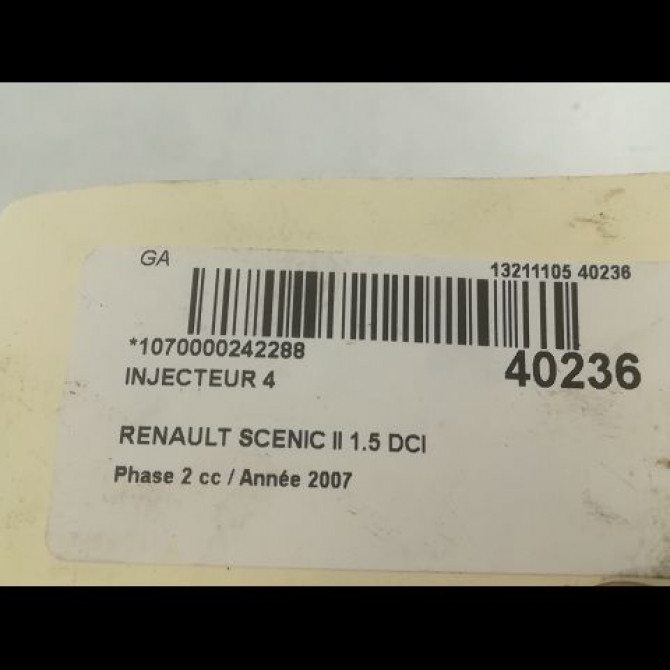 GA
13211105 40236
*1070000242288
40236
INJECTEUR 4
RENAULT SCENIC II 1.5 DCI
Phase 2 cc / Année 2007